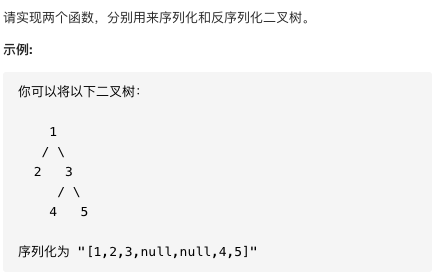 请实现两个函数，分别用来序列化和反序列化二叉树。
示例:
你可以将以下二叉树：
    1
   / \
  2   3
     / \
    4   5
序列化为 "[1,2,3,null,null,4,5]"